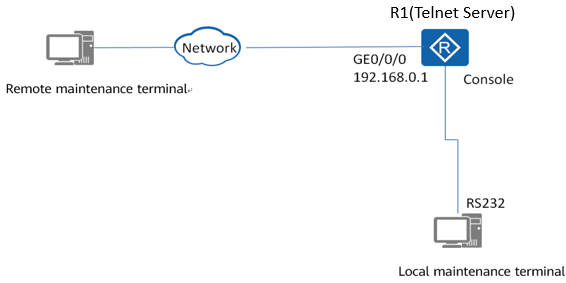 R1(Telnet Server)
Network
GE0/0/0
192.168.0.1
Remote maintenance terminal
Console
RS232
Local maintenance terminal